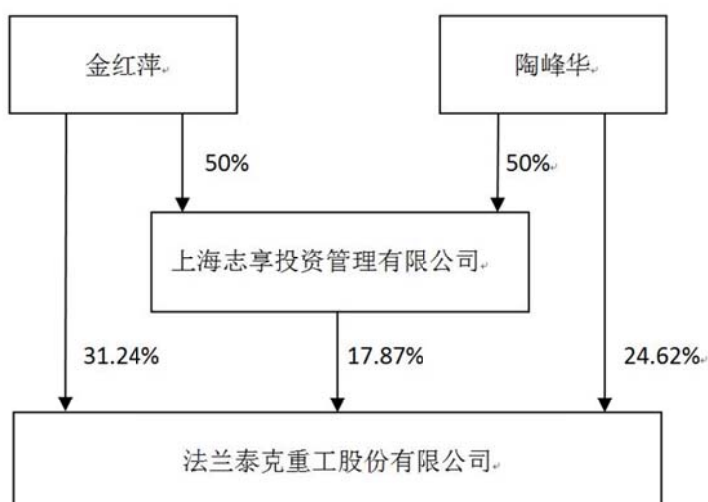 金红萍
陶峰华
50%
50%
上海志享投资管理有限公司
31.24%
17.87%
24.62%
法兰泰克重工股份有限公司